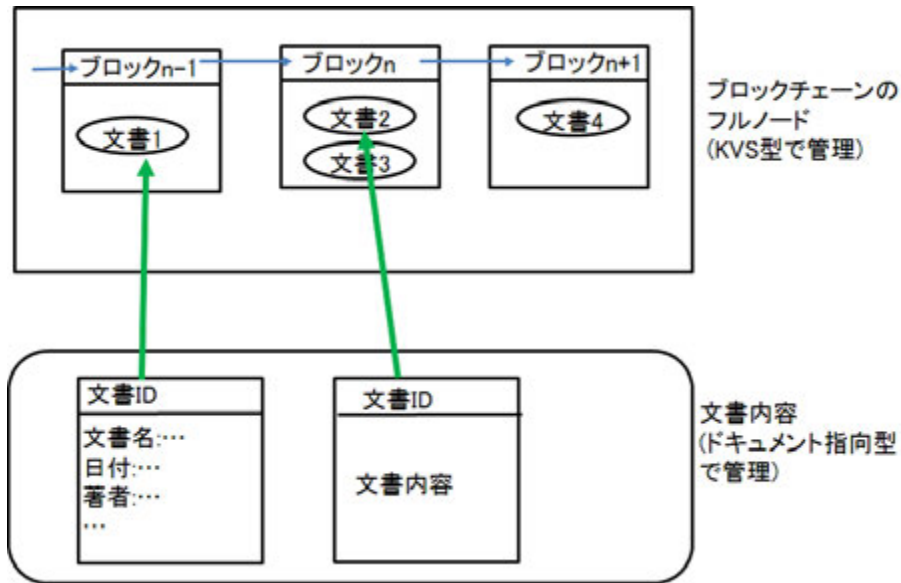 ブロックn-1
ブロックn
ブロックn+1
文書1
文書2
文書3
文書4
ブロックチェーンの
フルノード
(KVS型で管理)
文書ID
文書名:…
日付:…
著者:…
…
文書ID
文書内容
文書内容
(ドキュメント指向型
で管理)